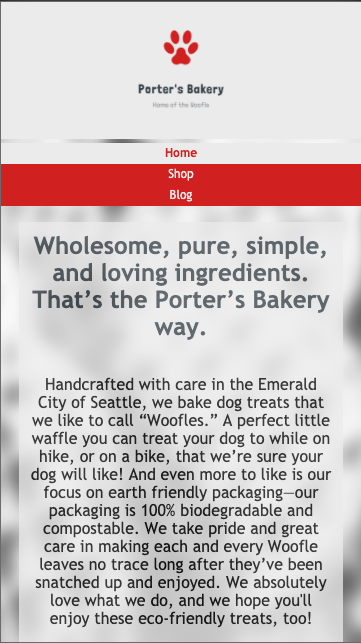 Porter's Bakery
Home of the Woofle
Home
Shop
Blog
Wholesome, pure, simple,
and loving ingredients.
That’s the Porter’s Bakery
way.
Handcrafted with care in the Emerald
City of Seattle, we bake dog treats that
we like to call “Woofles.” A perfect little
waffle you can treat your dog to while on
hike, or on a bike, that we’re sure your
dog will like! And even more to like is our
focus on earth friendly packaging—our
packaging is 100% biodegradable and
compostable. We take pride and great
care in making each and every Woofle
leaves no trace long after they’ve been
snatched up and enjoyed. We absolutely
love what we do, and we hope you'll
enjoy these eco-friendly treats, too!